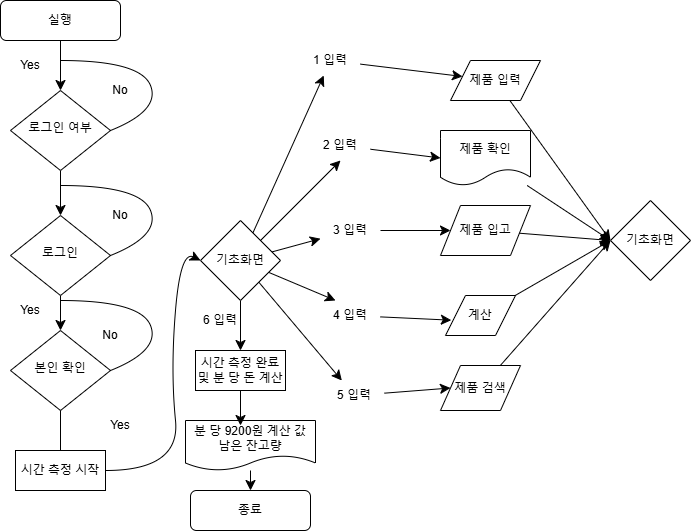 실행
Yes
No
로그인 여부
No
로그인
Yes
No
본인 확인
Yes
시간 측정 시작
기초화면
1 입력
제품 입력
2 입력
제품 확인
3 입력
제품 입고
4 입력
계산
5 입력
제품 검색
기초화면
6 입력
시간 측정 완료
및 분 당 돈 계산
분 당 9200원 계산 값
남은 잔고량
종료